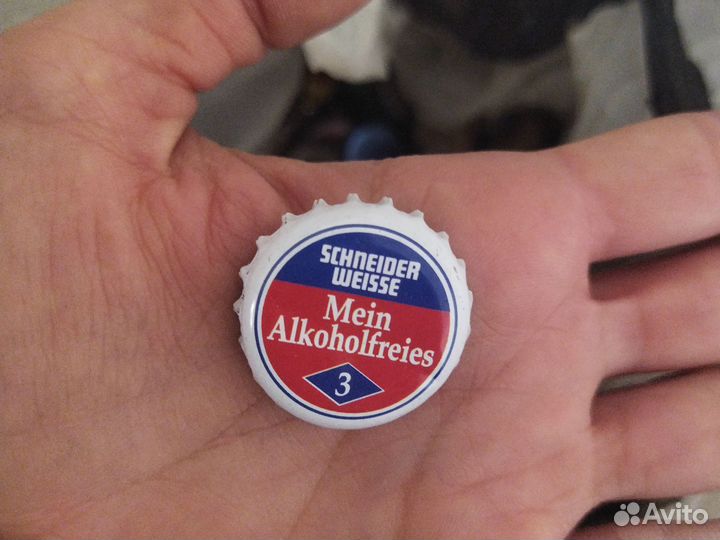 SCHNEIDER
WEISSE
Mein
Alkoholfreies
3
Avito